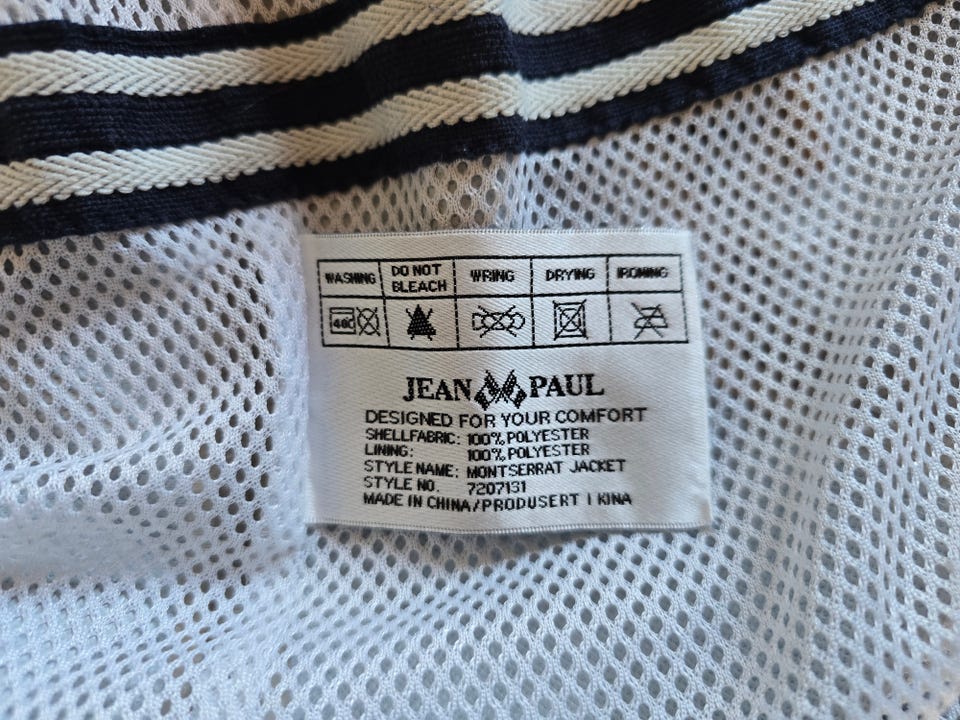 WASHING DO NOT BLEACH WRING DRYING IRONING
40
JEAN PAUL
DESIGNED FOR YOUR COMFORT
SHELLFABRIC: 100% POLYESTER
LINING: 100% POLYESTER
STYLE NAME: MONTSERRAT JACKET
STYLE NO. 7207131
MADE IN CHINA/PRODUSERT I KINA